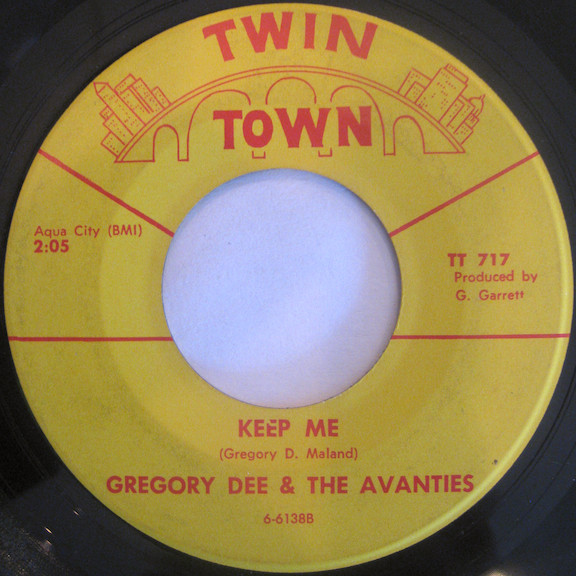 TWIN
TOWN
Aqua City (BMI)
2:05
TT 717
Produced by
G. Garrett
KEEP ME
(Gregory D. Maland)
GREGORY DEE & THE AVANTIES
6-6138B